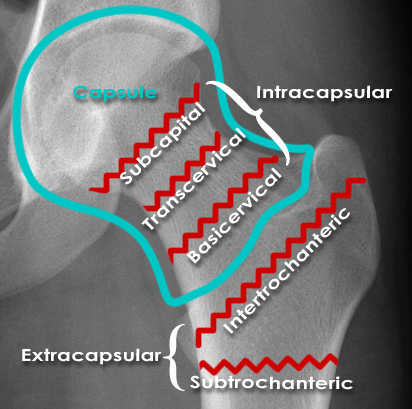 Capsule
Intracapsular
Subcapital
Transcervical
Basicervical
Intertrochanteric
Extracapsular
Subtrochanteric